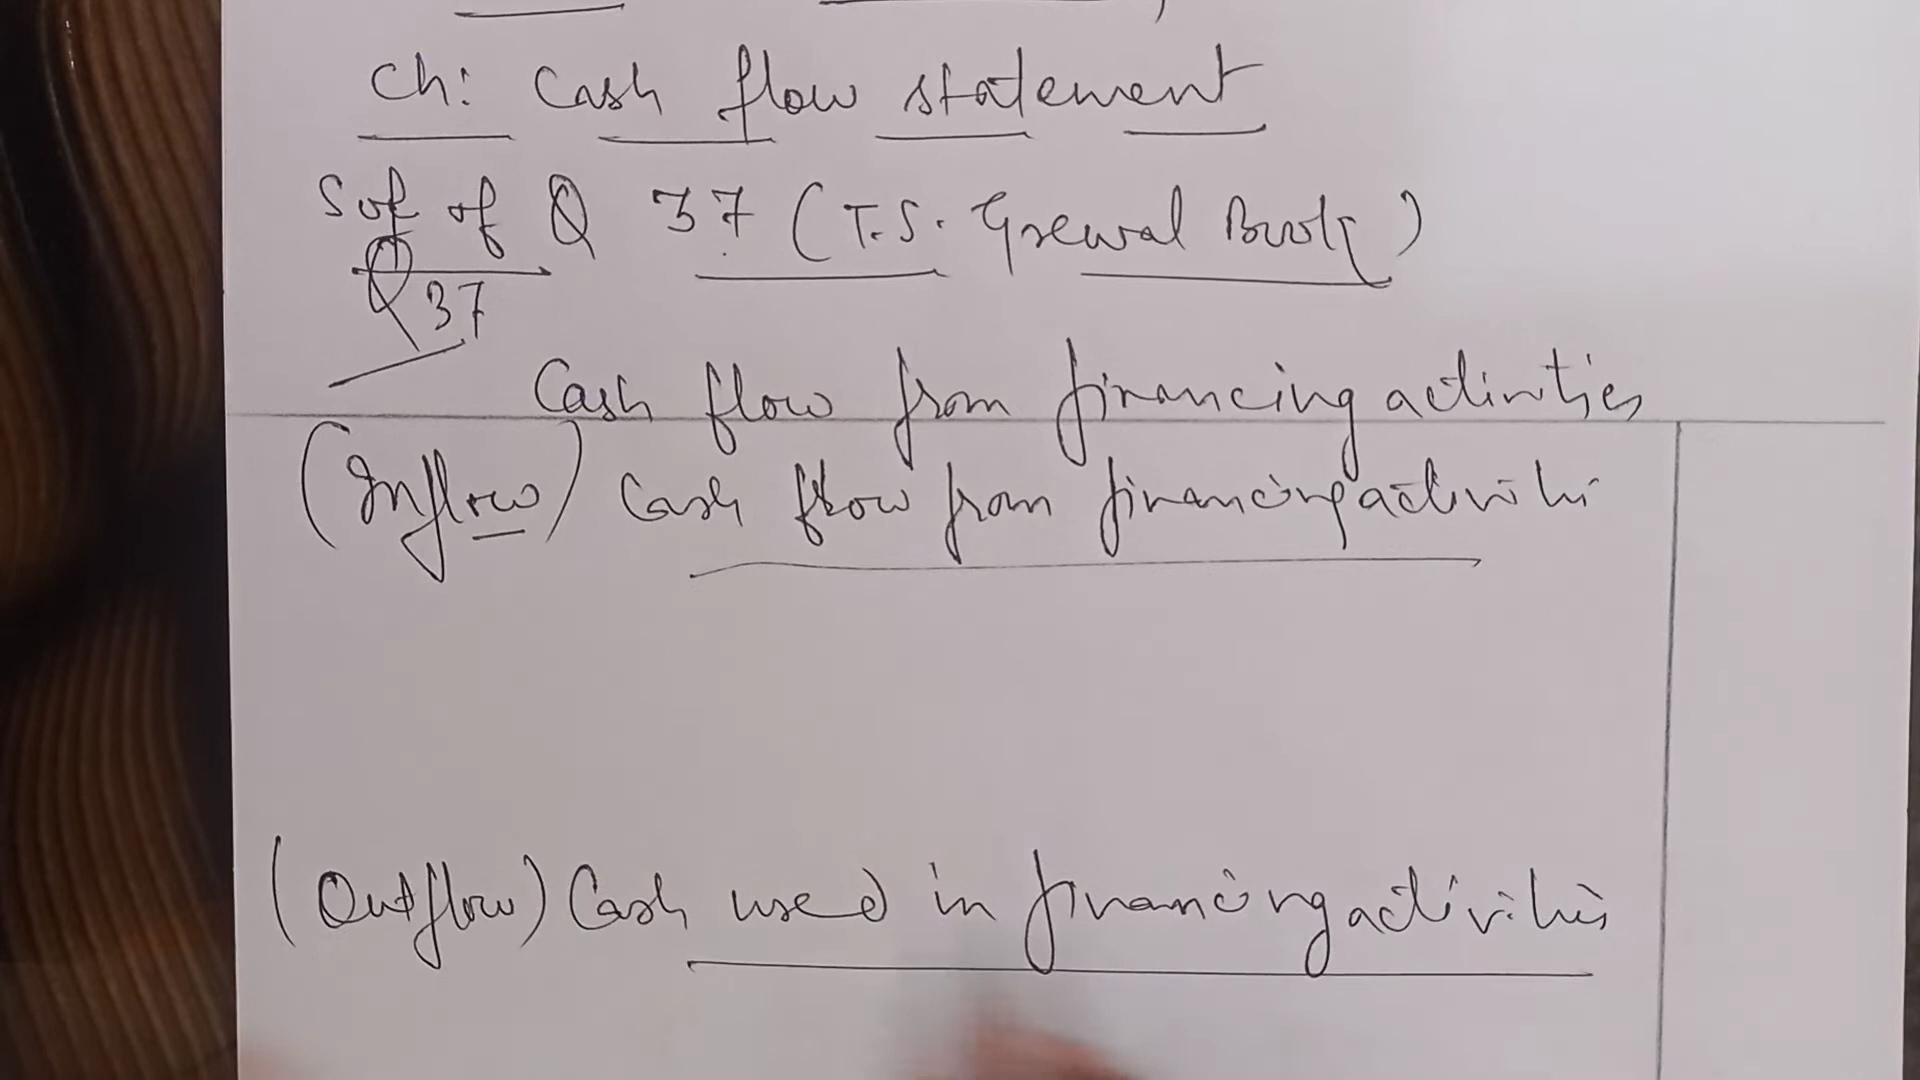 Ch: Cash flow statement
Sol of Q 37 (T.S. Grewal Book)
Q 37
Cash flow from financing activities
(Inflow) Cash flow from financing activities
(Outflow) Cash used in financing activities